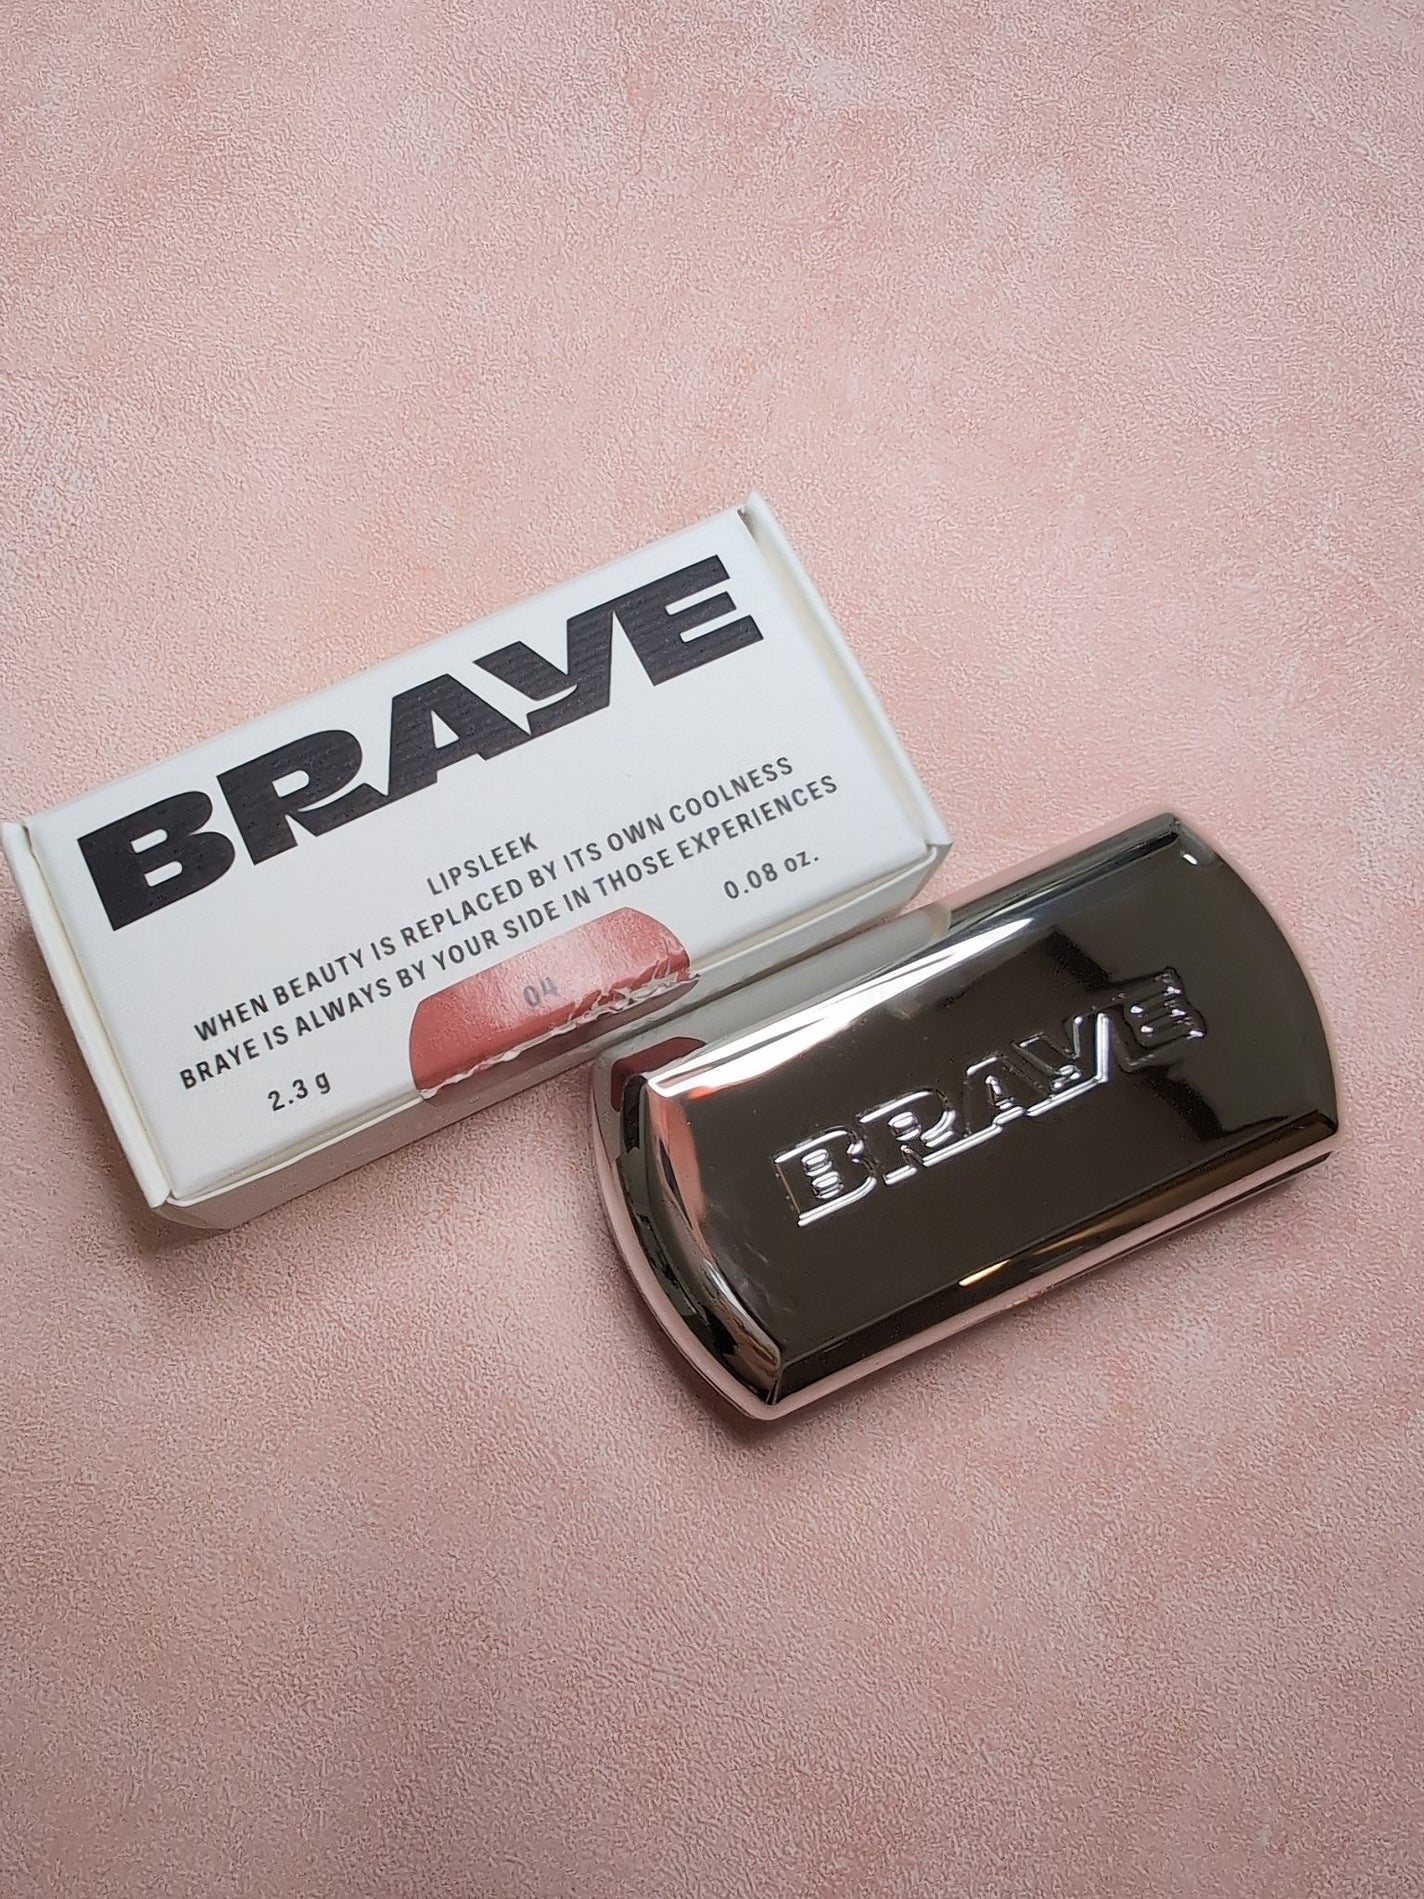 BRAYE
LIPSLEEK
WHEN BEAUTY IS REPLACED BY ITS OWN COOLNESS
BRAYE IS ALWAYS BY YOUR SIDE IN THOSE EXPERIENCES
2.3 g
0.08 oz.
04
BRAYE